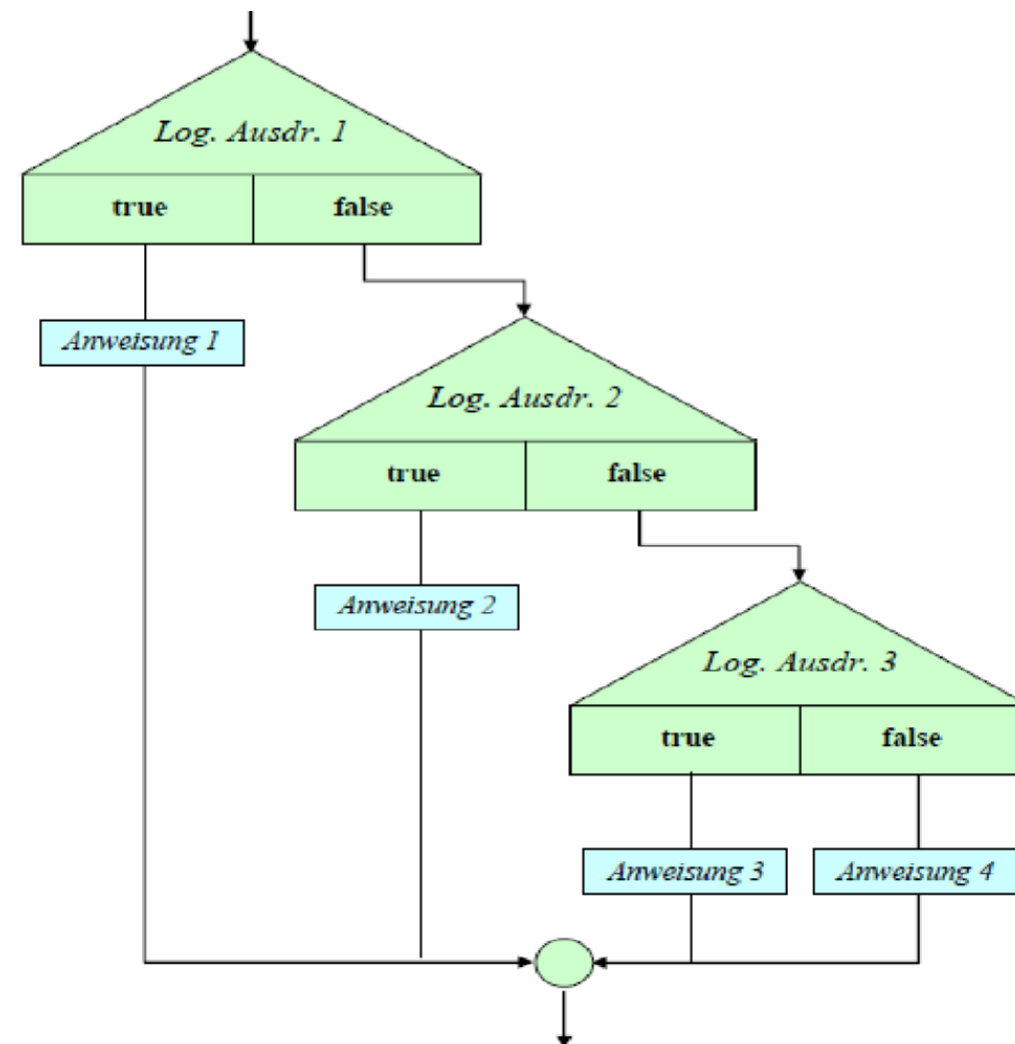 Log. Ausdr. 1
true false
Anweisung 1
Log. Ausdr. 2
true false
Anweisung 2
Log. Ausdr. 3
true false
Anweisung 3 Anweisung 4